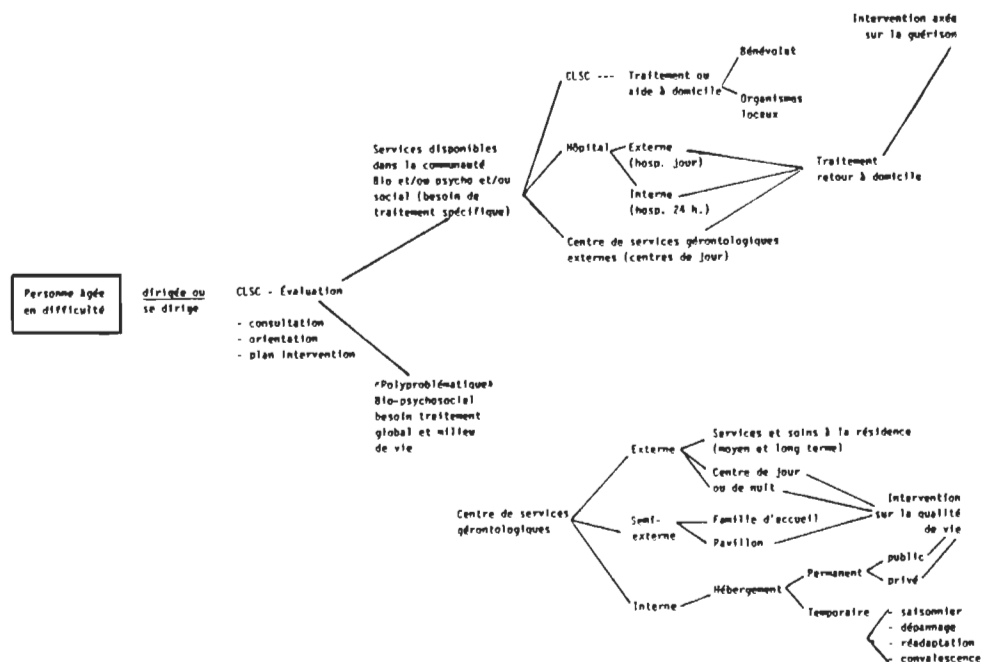 Intervention axée
sur la guérison
Bénévolat
CLSC --- Traitement ou
aide à domicile
Organismes
locaux
Services disponibles
dans la communauté
Bio et/ou psycho et/ou
social (besoin de
traitement spécifique)
Hôpital
Externe
(hosp. jour)
Interne
(hosp. 24 h.)
Traitement
retour à domicile
Centre de services gérontologiques
externes (centres de jour)
Personne âgée
en difficulté
dirigée ou
se dirige
CLSC - Évaluation
- consultation
- orientation
- plan intervention
«Polyproblématique»
Bio-psychosocial
besoin traitement
global et milieu
de vie
Centre de services
gérontologiques
Externe
Services et soins à la résidence
(moyen et long terme)
Centre de jour
ou de nuit
Semi-
externe
Famille d'accueil
Pavillon
Intervention
sur la qualité
de vie
Interne
Hébergement
Permanent
public
privé
Temporaire
- saisonnier
- dépannage
- réadaptation
- convalescence